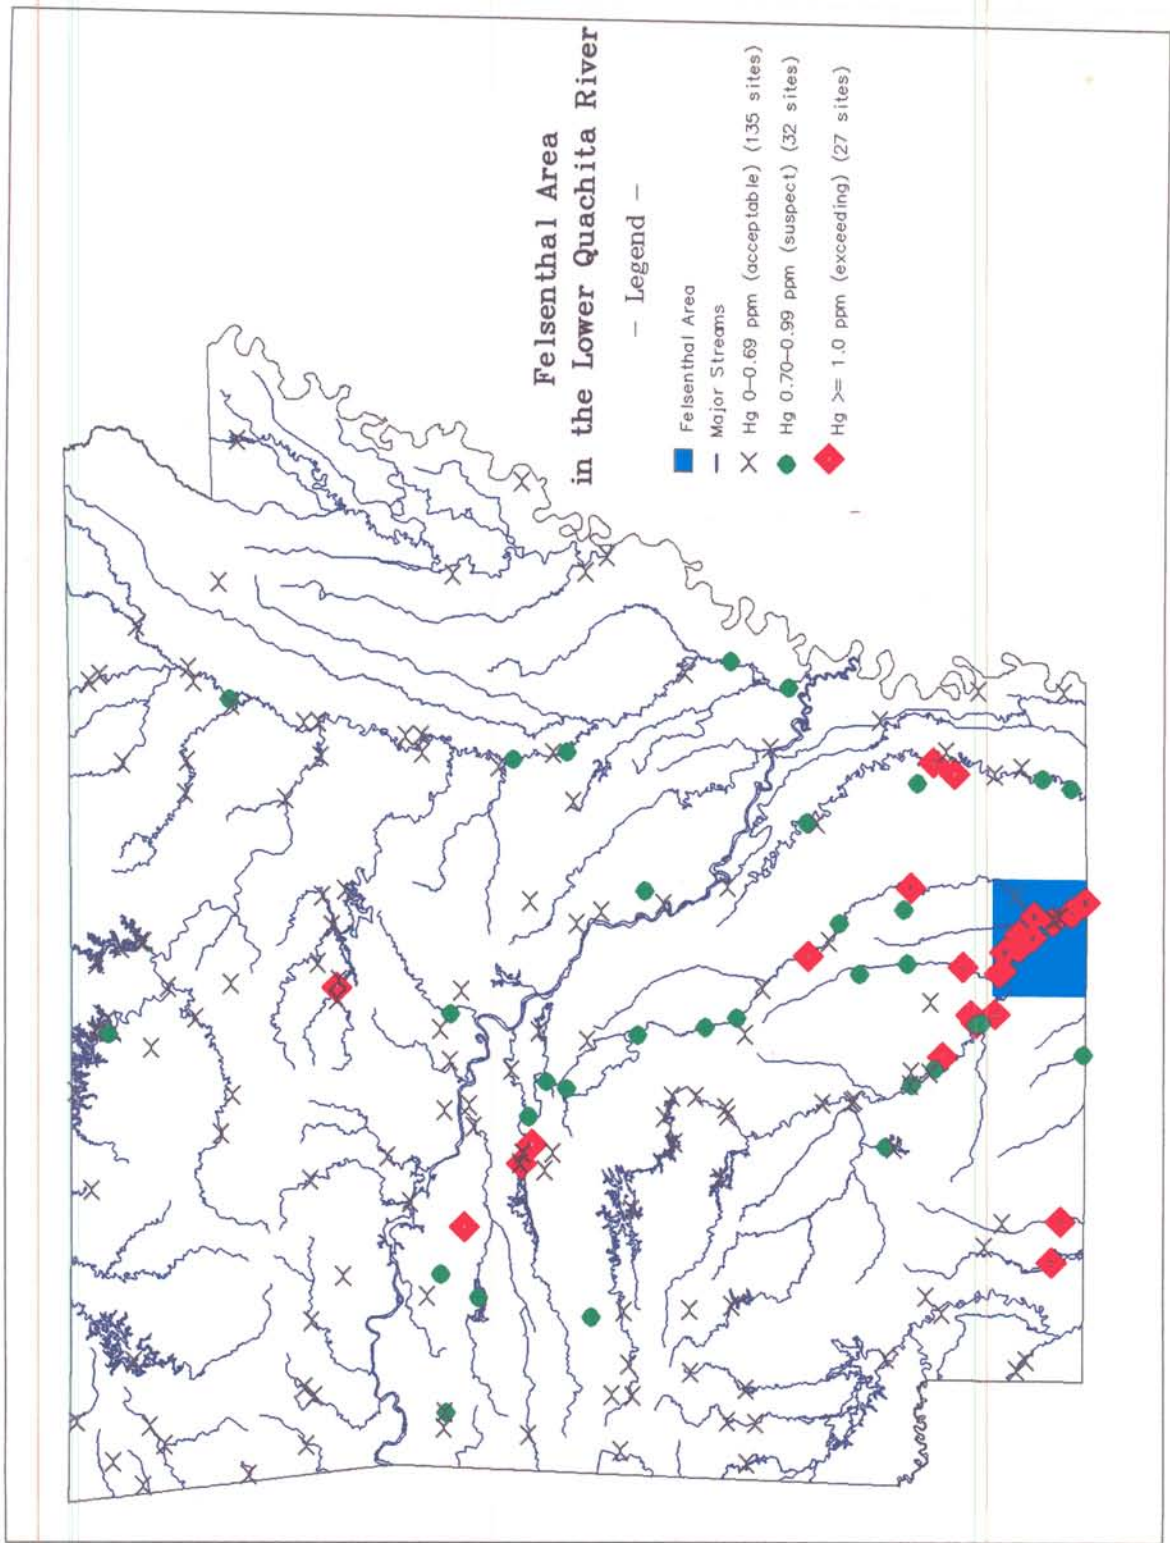 Felsenthal Area
in the Lower Quachita River
— Legend —
Felsenthal Area
Major Streams
Hg 0-0.69 ppm (acceptable) (135 sites)
Hg 0.70-0.99 ppm (suspect) (32 sites)
Hg >= 1.0 ppm (exceeding) (27 sites)